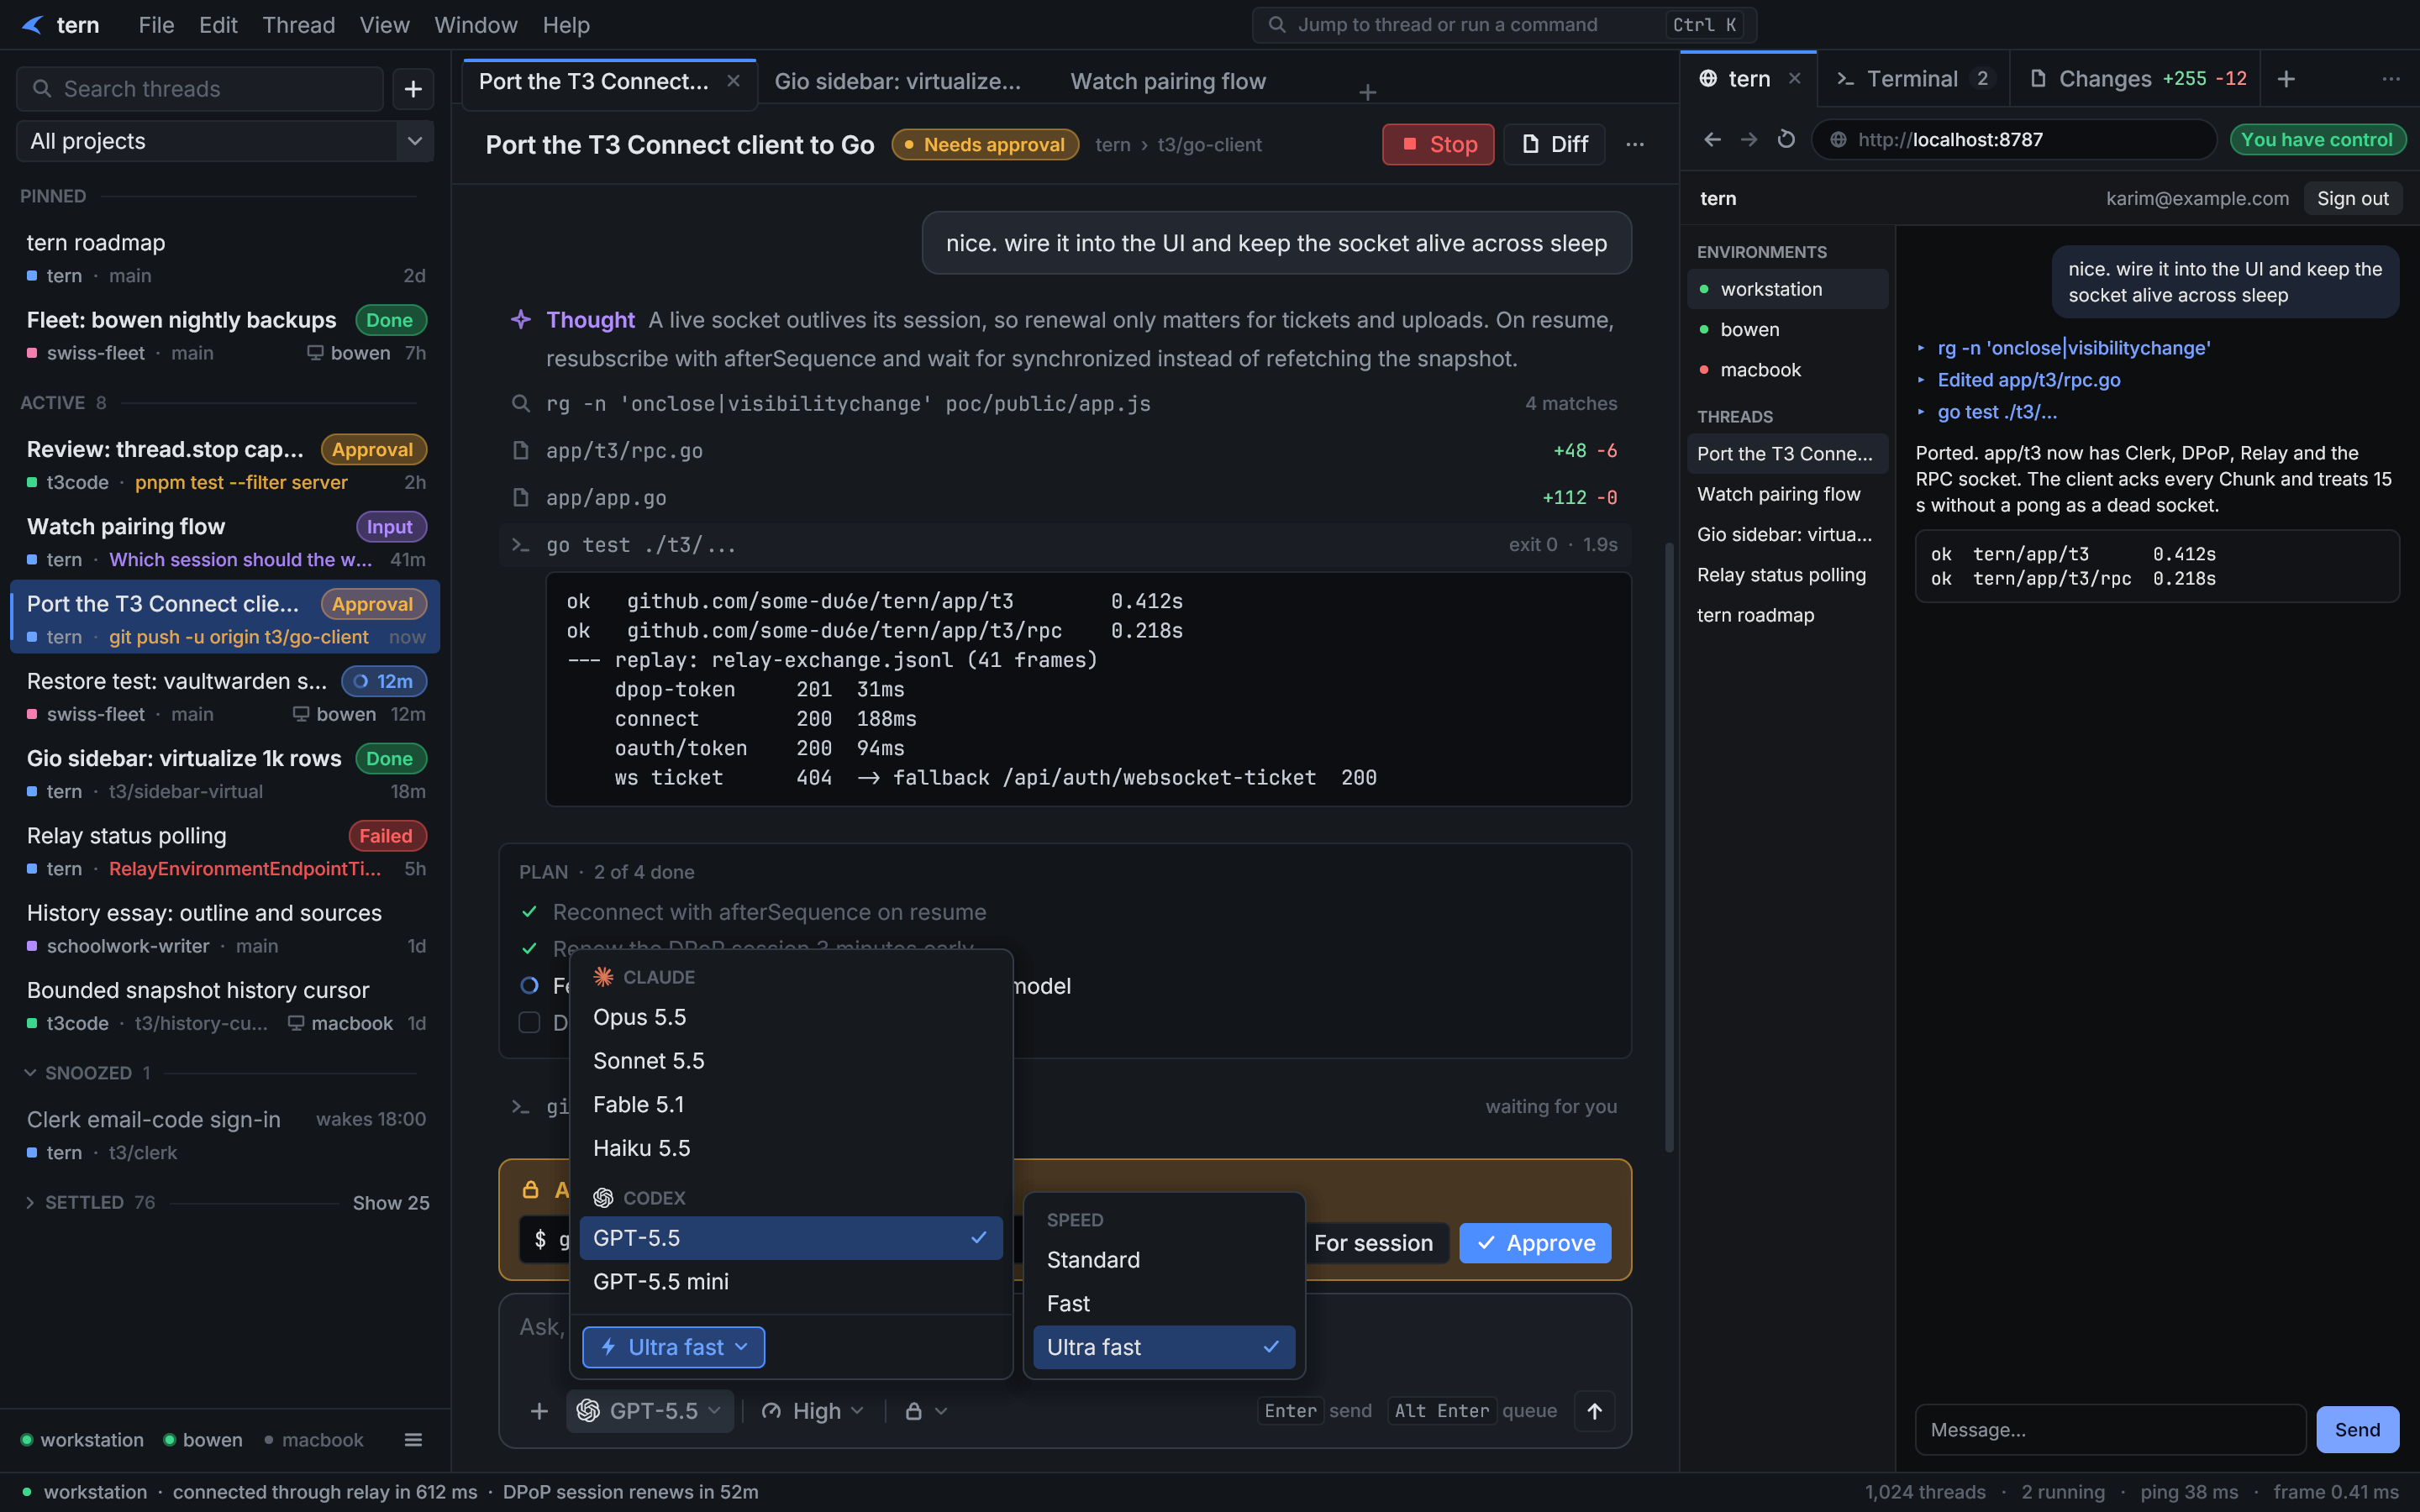 tern File Edit Thread View Window Help
Jump to thread or run a command Ctrl K
Search threads
All projects
PINNED
tern roadmap
tern · main 2d
Fleet: bowen nightly backups Done
swiss-fleet · main bowen 7h
ACTIVE 8
Review: thread.stop cap... Approval
t3code · pnpm test --filter server 2h
Watch pairing flow Input
tern · Which session should the w... 41m
Port the T3 Connect clie... Approval
tern · git push -u origin t3/go-client now
Restore test: vaultwarden s... 12m
swiss-fleet · main bowen 12m
Gio sidebar: virtualize 1k rows Done
tern · t3/sidebar-virtual 18m
Relay status polling Failed
tern · RelayEnvironmentEndpointTi... 5h
History essay: outline and sources
schoolwork-writer · main 1d
Bounded snapshot history cursor
t3code · t3/history-cu... macbook 1d
SNOOZED 1
Clerk email-code sign-in wakes 18:00
tern · t3/clerk
SETTLED 76 Show 25
workstation bowen macbook
Port the T3 Connect... Gio sidebar: virtualize... Watch pairing flow
Port the T3 Connect client to Go Needs approval tern › t3/go-client Stop Diff
nice. wire it into the UI and keep the socket alive across sleep
Thought A live socket outlives its session, so renewal only matters for tickets and uploads. On resume,
resubscribe with afterSequence and wait for synchronized instead of refetching the snapshot.
rg -n 'onclose|visibilitychange' poc/public/app.js 4 matches
app/t3/rpc.go +48 -6
app/app.go +112 -0
go test ./t3/... exit 0 · 1.9s
ok github.com/some-du6e/tern/app/t3 0.412s
ok github.com/some-du6e/tern/app/t3/rpc 0.218s
--- replay: relay-exchange.jsonl (41 frames)
dpop-token 201 31ms
connect 200 188ms
oauth/token 200 94ms
ws ticket 404 → fallback /api/auth/websocket-ticket 200
PLAN · 2 of 4 done
Reconnect with afterSequence on resume
Renew the DPoP session 3 minutes early
model
waiting for you
$ g
For session Approve
CLAUDE
Opus 5.5
Sonnet 5.5
Fable 5.1
Haiku 5.5
CODEX
GPT-5.5
GPT-5.5 mini
Ultra fast
SPEED
Standard
Fast
Ultra fast
Ask,
GPT-5.5 High Enter send Alt Enter queue
tern Terminal 2 Changes +255 -12
http://localhost:8787 You have control
tern karim@example.com Sign out
ENVIRONMENTS
workstation
bowen
macbook
THREADS
Port the T3 Conne...
Watch pairing flow
Gio sidebar: virtua...
Relay status polling
tern roadmap
nice. wire it into the UI and keep the
socket alive across sleep
rg -n 'onclose|visibilitychange'
Edited app/t3/rpc.go
go test ./t3/...
Ported. app/t3 now has Clerk, DPoP, Relay and the
RPC socket. The client acks every Chunk and treats 15
s without a pong as a dead socket.
ok tern/app/t3 0.412s
ok tern/app/t3/rpc 0.218s
Message... Send
workstation · connected through relay in 612 ms · DPoP session renews in 52m
1,024 threads · 2 running · ping 38 ms · frame 0.41 ms